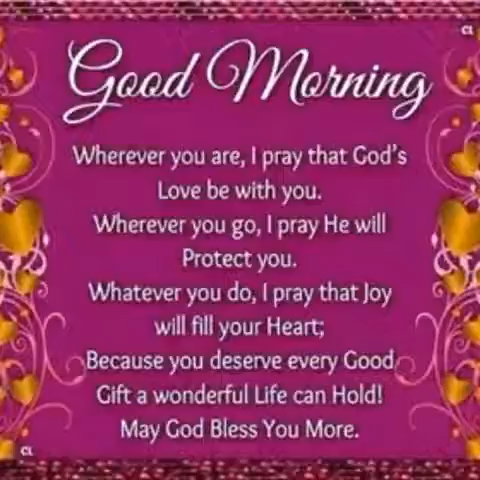 CL
Good Morning
Wherever you are, I pray that God's
Love be with you.
Wherever you go, I pray He will
Protect you.
Whatever you do, I pray that Joy
will fill your Heart;
Because you deserve every Good
Gift a wonderful Life can Hold!
May God Bless You More.
CL